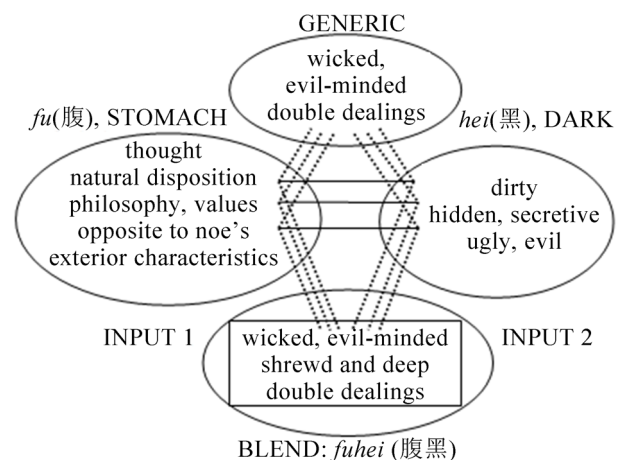 GENERIC
wicked,
evil-minded
double dealings
fu(腹), STOMACH
hei(黑), DARK
thought
natural disposition
philosophy, values
opposite to noe's
exterior characteristics
dirty
hidden, secretive
ugly, evil
INPUT 1
INPUT 2
wicked, evil-minded
shrewd and deep
double dealings
BLEND: fuhei (腹黑)